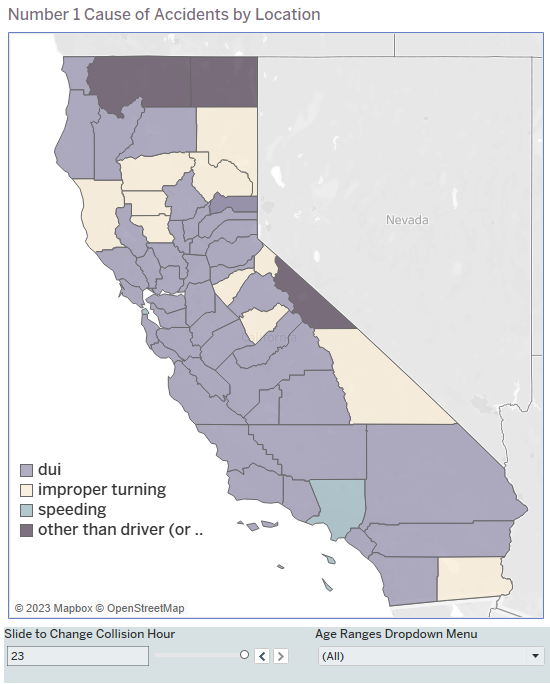 Number 1 Cause of Accidents by Location
Nevada
California
dui
improper turning
speeding
other than driver (or ..
© 2023 Mapbox © OpenStreetMap
Slide to Change Collision Hour
Age Ranges Dropdown Menu
23
(All)